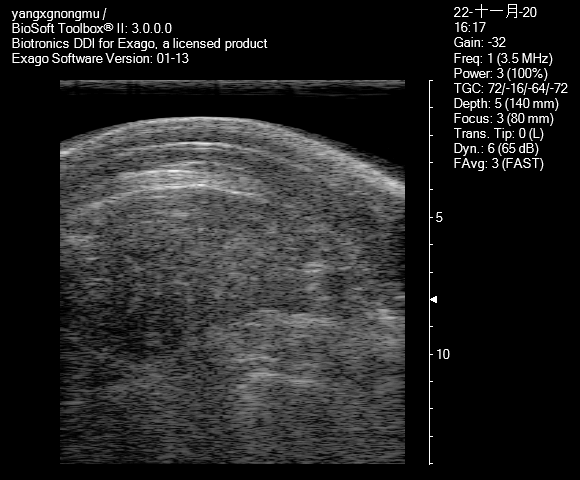 yangxgnongmu /
BioSoft Toolbox® II: 3.0.0.0
Biotronics DDI for Exago, a licensed product
Exago Software Version: 01-13
22-十一月-20
16:17
Gain: -32
Freq: 1 (3.5 MHz)
Power: 3 (100%)
TGC: 72/-16/-64/-72
Depth: 5 (140 mm)
Focus: 3 (80 mm)
Trans. Tip: 0 (L)
Dyn.: 6 (65 dB)
FAvg: 3 (FAST)
5
10